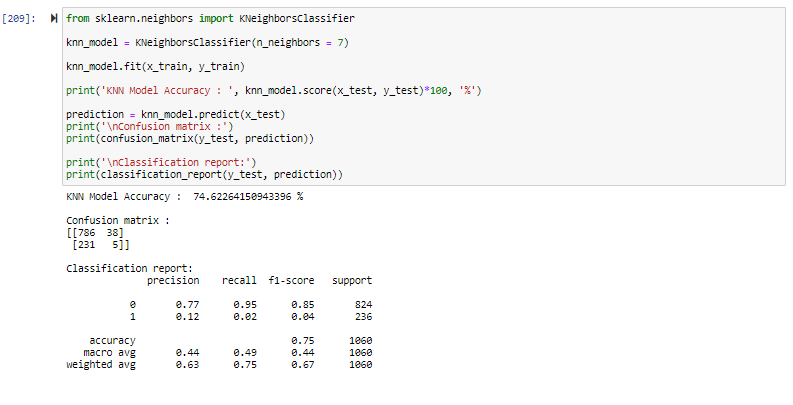 [209]: from sklearn.neighbors import KNeighborsClassifier
knn_model = KNeighborsClassifier(n_neighbors = 7)
knn_model.fit(x_train, y_train)
print('KNN Model Accuracy : ', knn_model.score(x_test, y_test)*100, '%')
prediction = knn_model.predict(x_test)
print('\nConfusion matrix :')
print(confusion_matrix(y_test, prediction))
print('\nClassification report:')
print(classification_report(y_test, prediction))
KNN Model Accuracy :  74.62264150943396 %
Confusion matrix :
[[786  38]
 [231   5]]
Classification report:
              precision    recall  f1-score   support
           0       0.77      0.95      0.85       824
           1       0.12      0.02      0.04       236
    accuracy                           0.75      1060
   macro avg       0.44      0.49      0.44      1060
weighted avg       0.63      0.75      0.67      1060